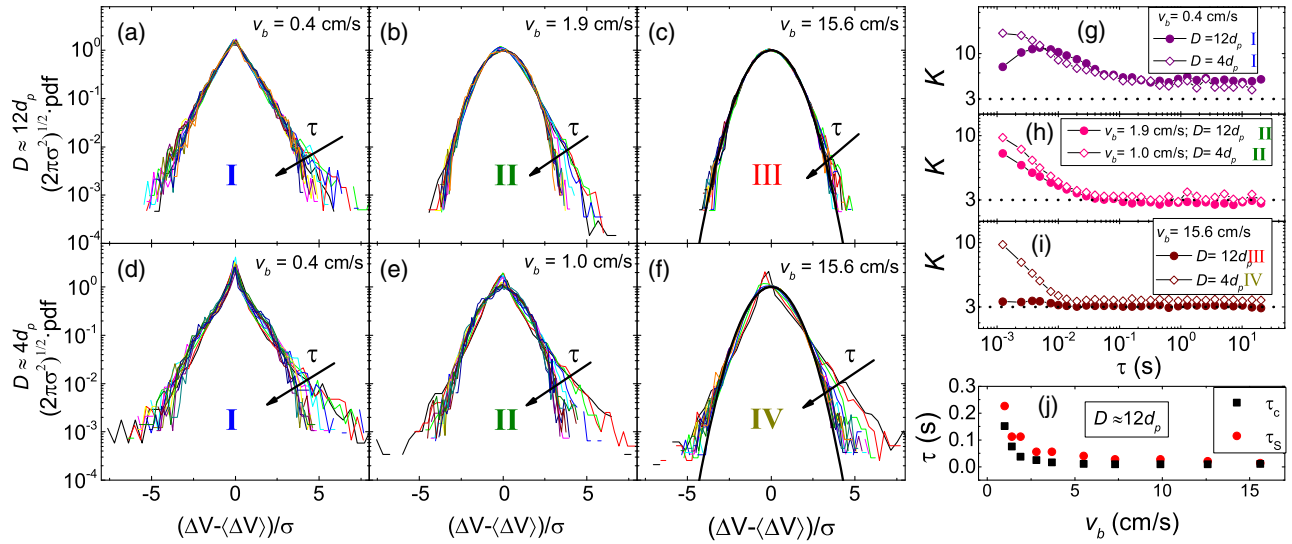 (a) v_b = 0.4 cm/s
(b) v_b = 1.9 cm/s
(c) v_b = 15.6 cm/s
D ≈ 12d_p
(2πσ²)^1/2·pdf
10^0
10^-1
10^-2
10^-3
10^-4
τ
τ
τ
I
II
III
(d) v_b = 0.4 cm/s
(e) v_b = 1.0 cm/s
(f) v_b = 15.6 cm/s
D ≈ 4d_p
(2πσ²)^1/2·pdf
10^0
10^-1
10^-2
10^-3
10^-4
τ
τ
τ
I
II
IV
-5 0 5
-5 0 5
-5 0 5
(ΔV-⟨ΔV⟩)/σ
(ΔV-⟨ΔV⟩)/σ
(ΔV-⟨ΔV⟩)/σ
(g)
v_b = 0.4 cm/s
D =12d_p I
D = 4d_p I
K
10
3
(h)
v_b = 1.9 cm/s; D= 12d_p II
v_b = 1.0 cm/s; D= 4d_p II
K
10
3
(i)
v_b = 15.6 cm/s
D= 12d_p III
D= 4d_p IV
K
10
3
10^-3 10^-2 10^-1 10^0 10^1
τ (s)
(j)
D ≈12d_p
τ_c
τ_S
τ (s)
0.3
0.2
0.1
0.0
0 5 10 15
v_b (cm/s)